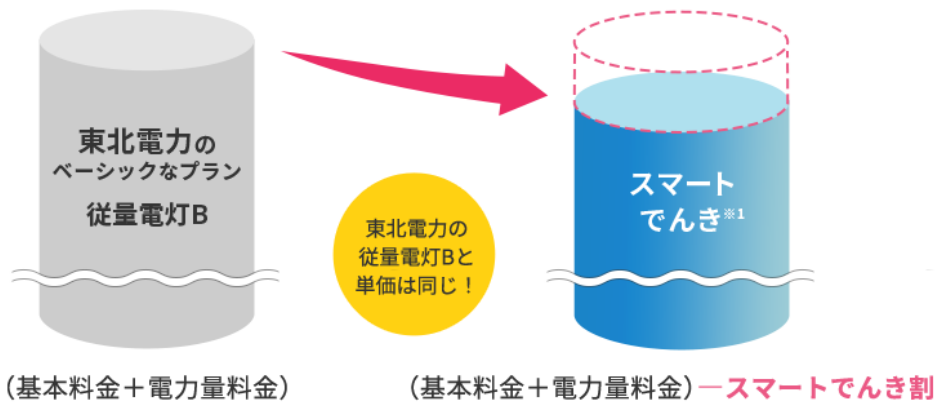 東北電力の
ベーシックなプラン
従量電灯B
東北電力の
従量電灯Bと
単価は同じ！
スマート
でんき※1
（基本料金＋電力量料金）
（基本料金＋電力量料金）－スマートでんき割